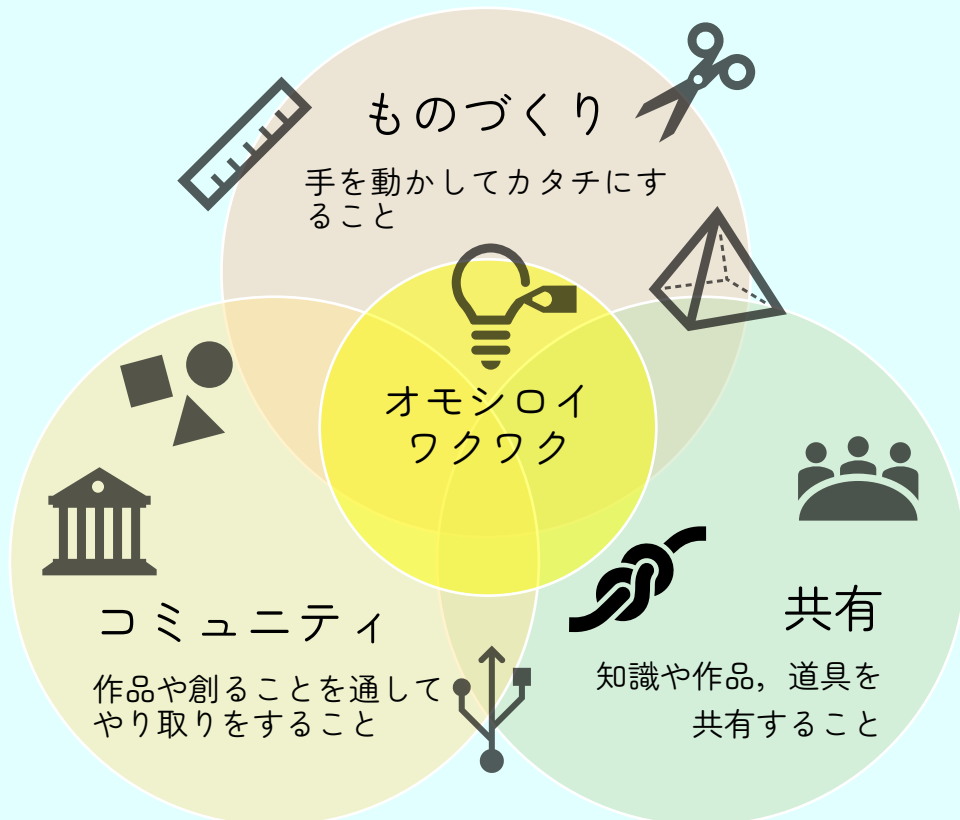 ものづくり
手を動かしてカタチにす
ること
オモシロイ
ワクワク
コミュニティ
作品や創ることを通して
やり取りをすること
共有
知識や作品，道具を
共有すること